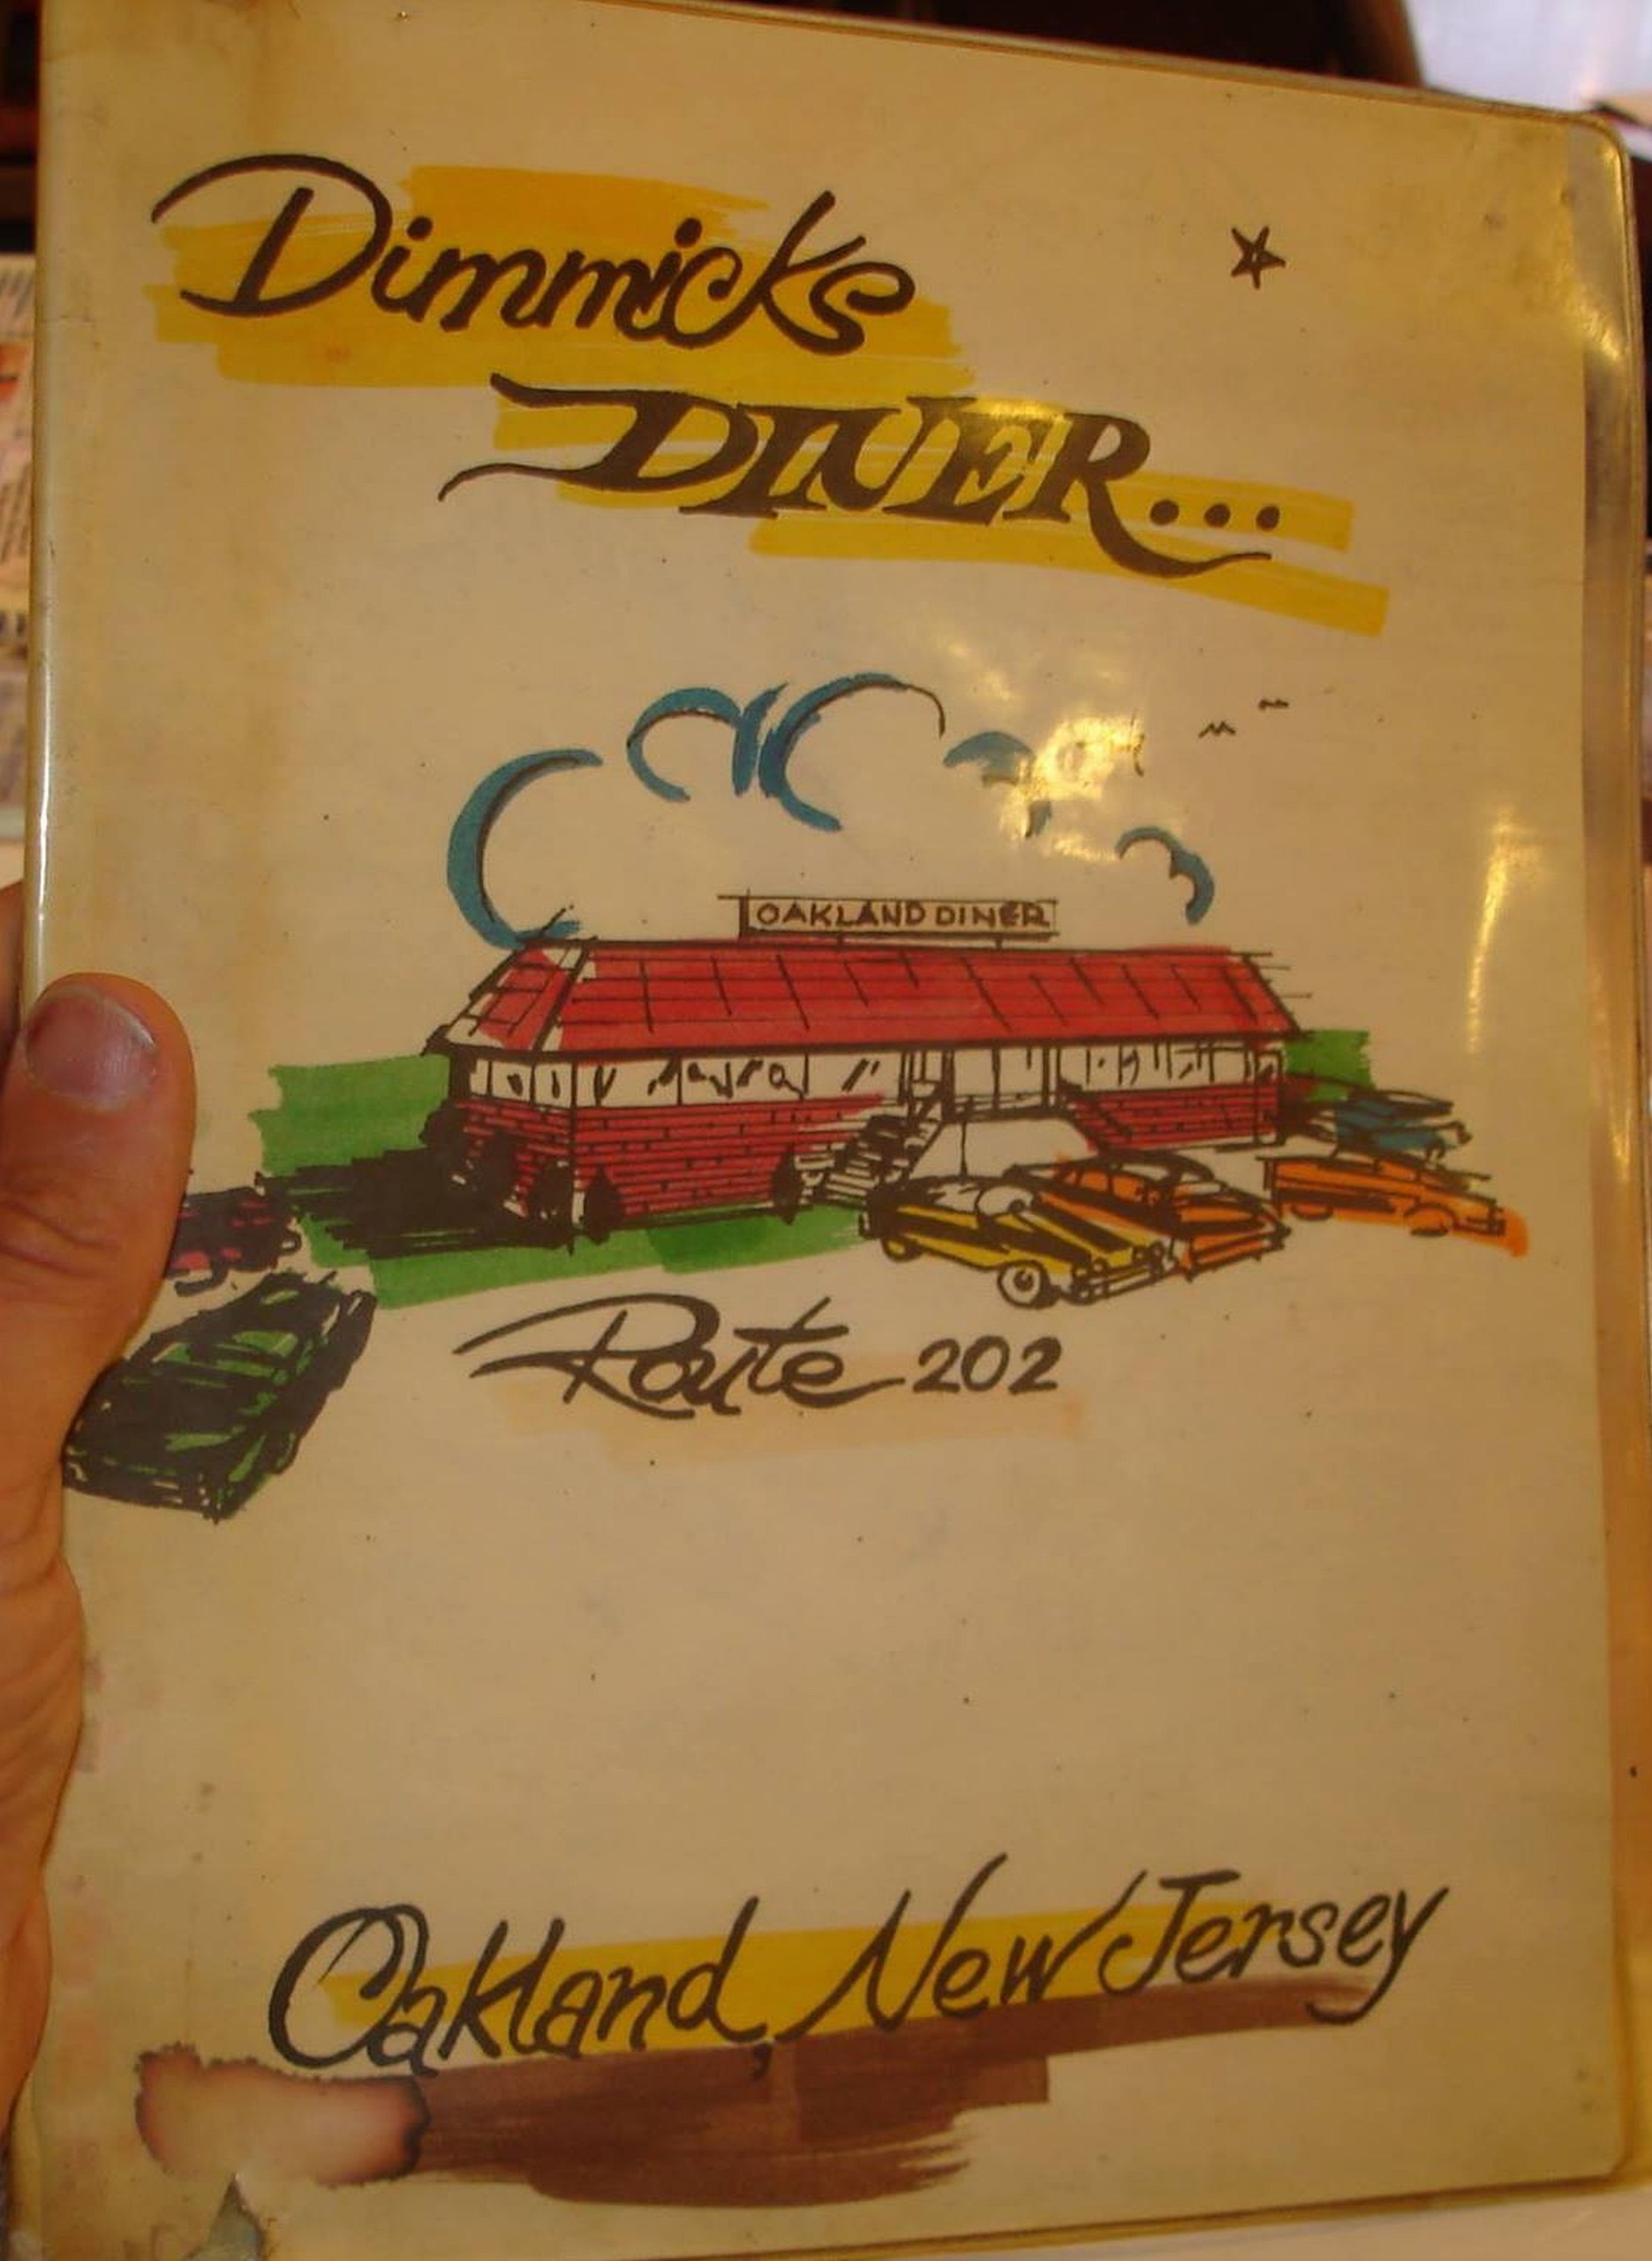 Dimmicks
DINER...
OAKLAND DINER
Route 202
Oakland, New Jersey